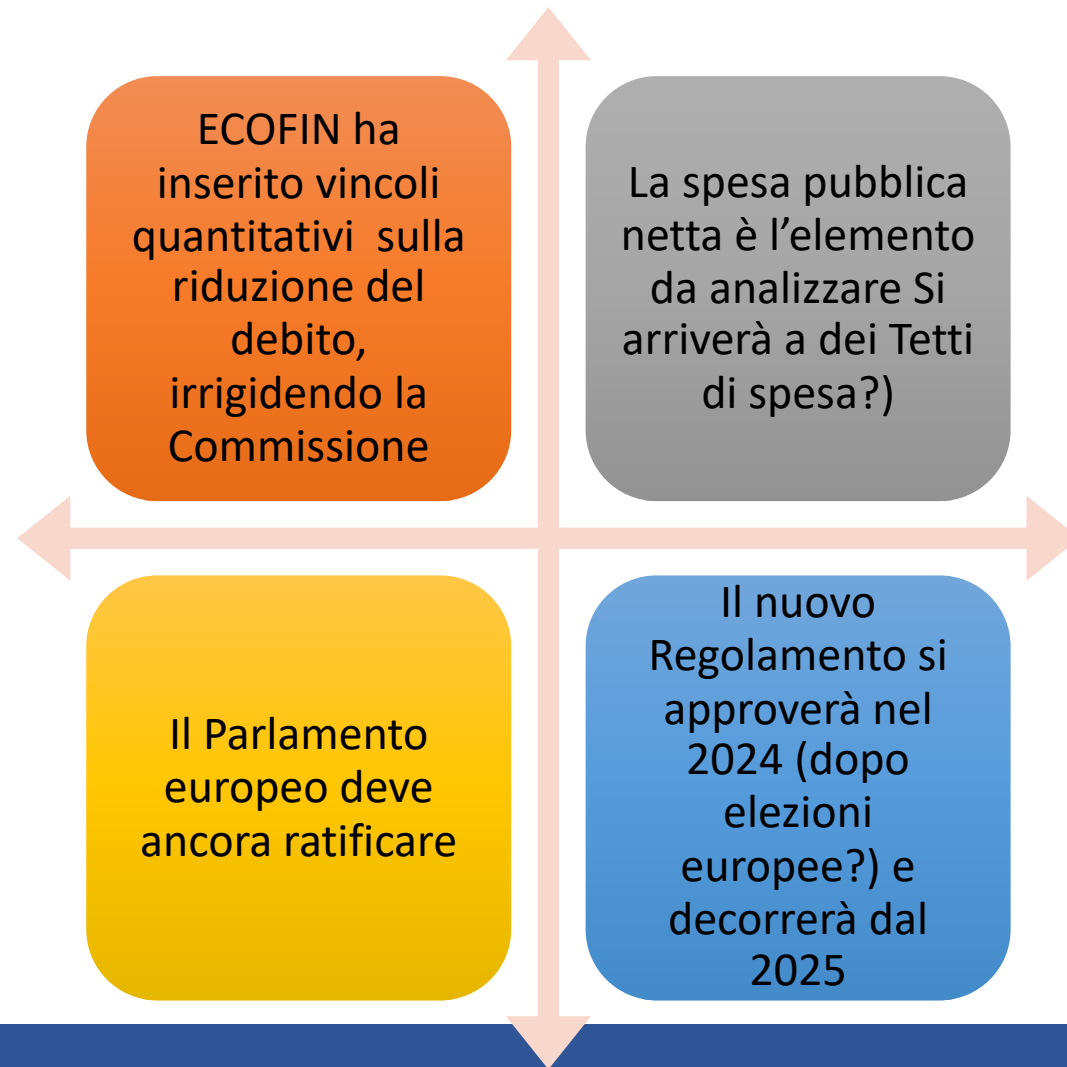 ECOFIN ha
inserito vincoli
quantitativi  sulla
riduzione del
debito,
irrigidendo la
Commissione
La spesa pubblica
netta è l’elemento
da analizzare Si
arriverà a dei Tetti
di spesa?)
Il Parlamento
europeo deve
ancora ratificare
Il nuovo
Regolamento si
approverà nel
2024 (dopo
elezioni
europee?) e
decorrerà dal
2025